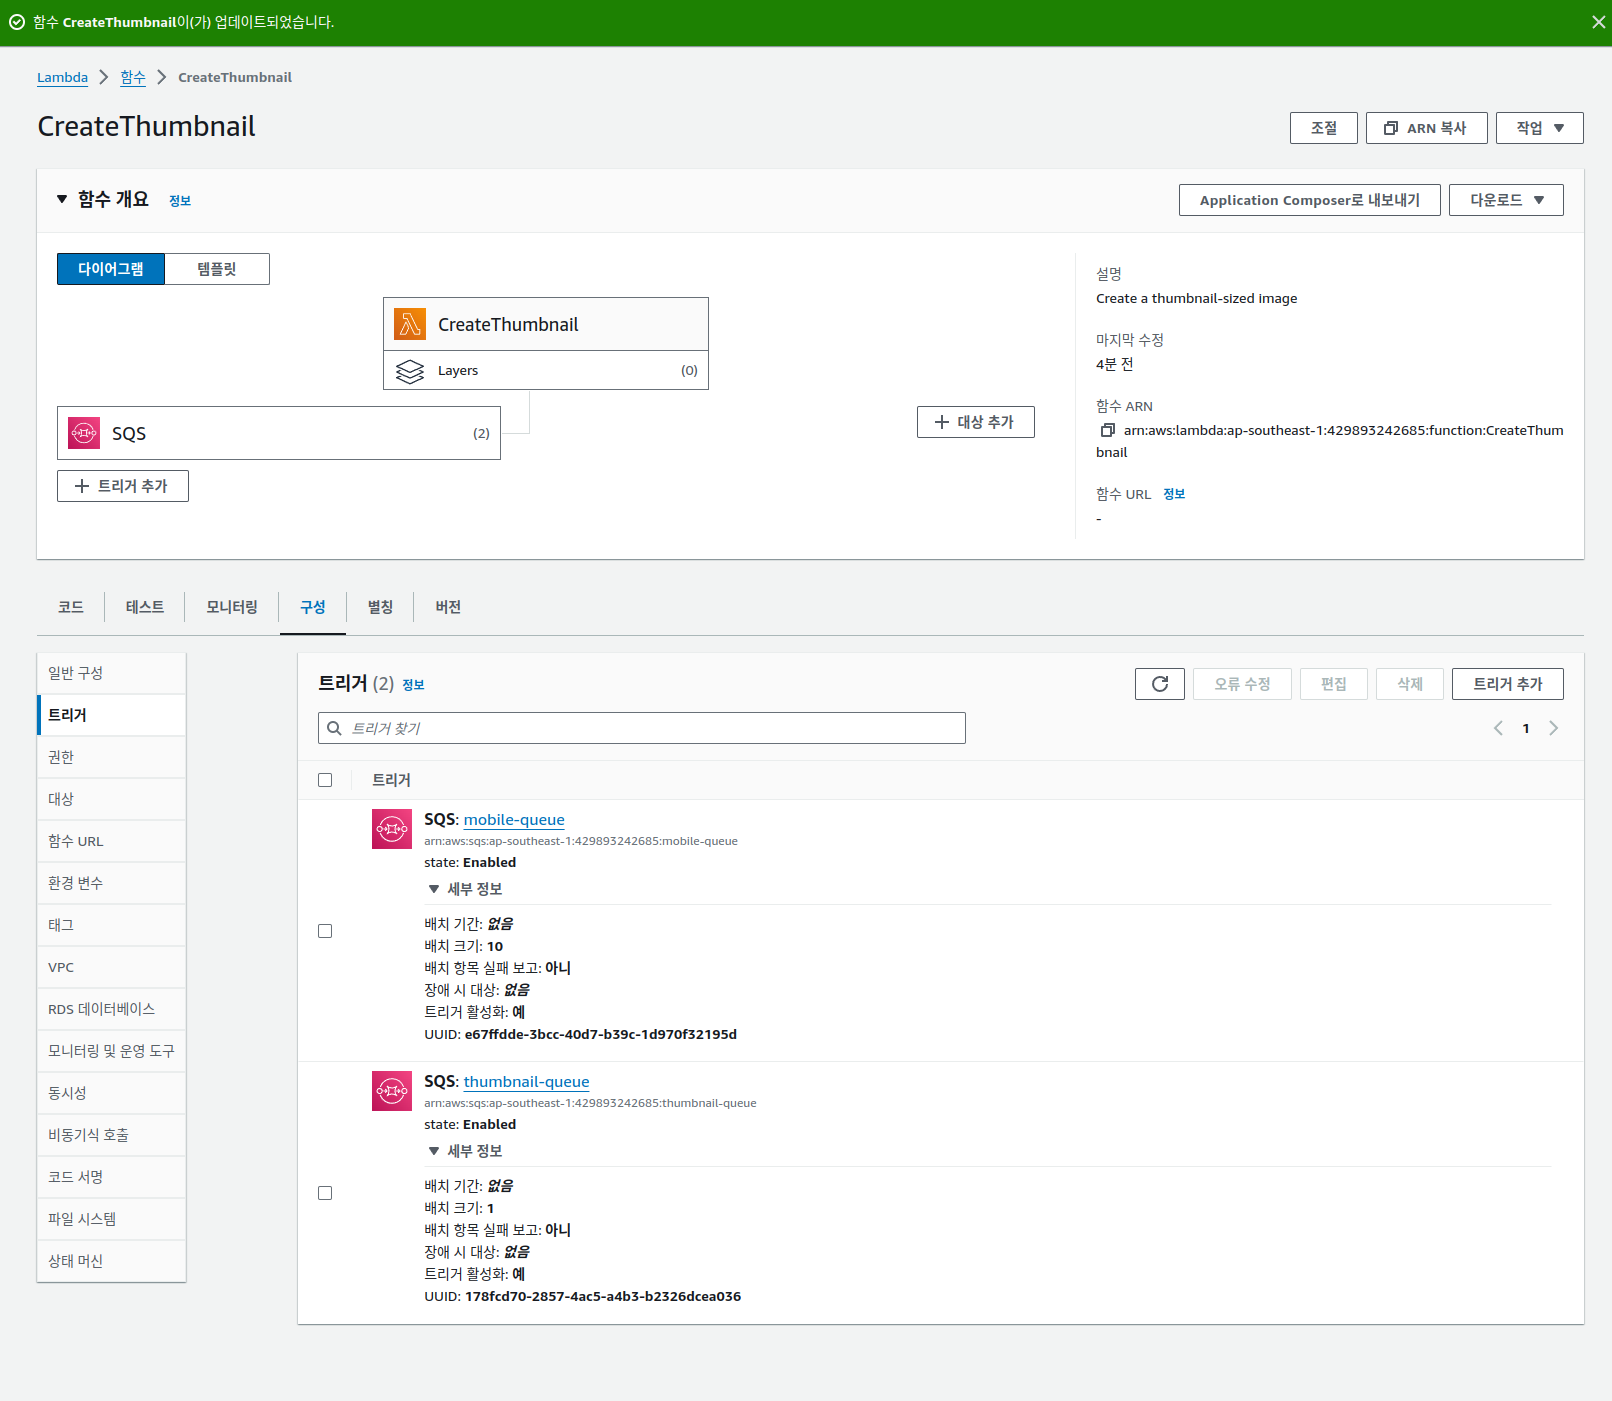 함수 CreateThumbnail이(가) 업데이트되었습니다.
Lambda
함수
CreateThumbnail
CreateThumbnail
조절
ARN 복사
작업
함수 개요 정보
Application Composer로 내보내기
다운로드
다이어그램
템플릿
CreateThumbnail
Layers
(0)
SQS
(2)
대상 추가
트리거 추가
설명
Create a thumbnail-sized image
마지막 수정
4분 전
함수 ARN
arn:aws:lambda:ap-southeast-1:429893242685:function:CreateThum
bnail
함수 URL 정보
-
코드
테스트
모니터링
구성
별칭
버전
일반 구성
트리거
권한
대상
함수 URL
환경 변수
태그
VPC
RDS 데이터베이스
모니터링 및 운영 도구
동시성
비동기식 호출
코드 서명
파일 시스템
상태 머신
트리거 (2) 정보
오류 수정
편집
삭제
트리거 추가
트리거 찾기
1
트리거
SQS: mobile-queue
arn:aws:sqs:ap-southeast-1:429893242685:mobile-queue
state: Enabled
세부 정보
배치 기간: 없음
배치 크기: 10
배치 항목 실패 보고: 아니
장애 시 대상: 없음
트리거 활성화: 예
UUID: e67ffdde-3bcc-40d7-b39c-1d970f32195d
SQS: thumbnail-queue
arn:aws:sqs:ap-southeast-1:429893242685:thumbnail-queue
state: Enabled
세부 정보
배치 기간: 없음
배치 크기: 1
배치 항목 실패 보고: 아니
장애 시 대상: 없음
트리거 활성화: 예
UUID: 178fcd70-2857-4ac5-a4b3-b2326dcea036